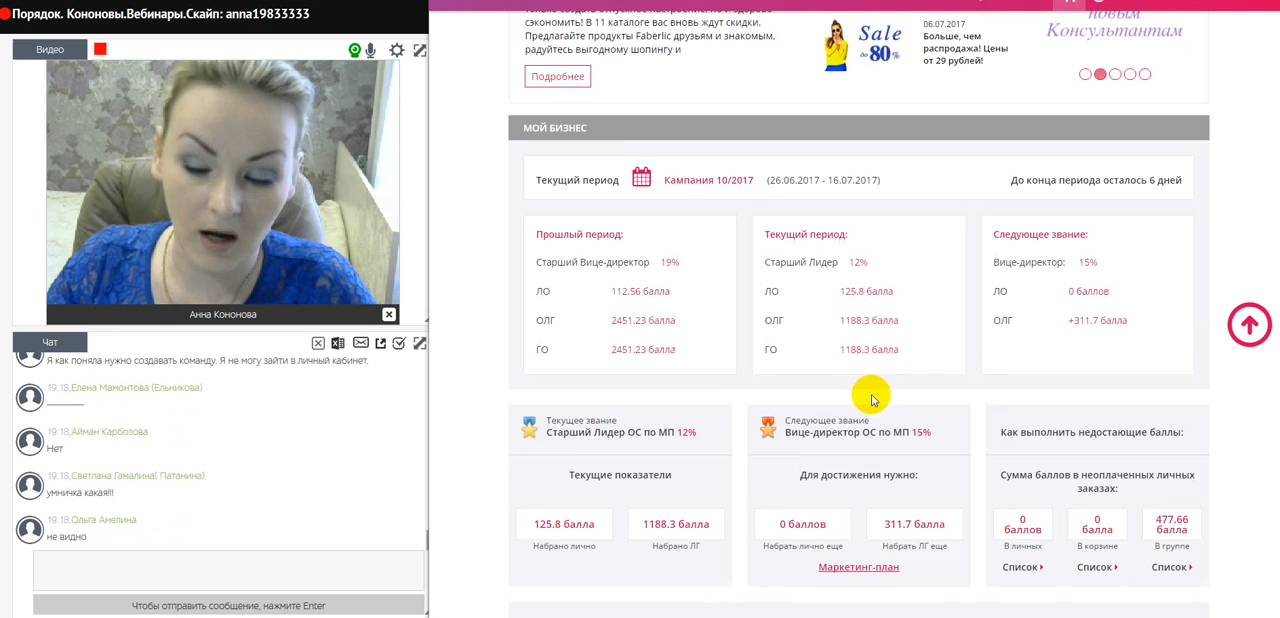 Порядок. Кононовы.Вебинары.Скайп: anna19833333
Видео
Анна Кононова
Чат
Я как поняла нужно создавать команду. Я не могу зайти в личный кабинет.
19:18,Елена Мамонтова (Ельникова)
__________
19:18,Айман Карбозова
Нет
19:18,Светлана Гамалина( Патанина)
умничка какая!!!
19:18,Ольга Амелина
не видно
Чтобы отправить сообщение, нажмите Enter
сэкономить! В 11 каталоге вас вновь ждут скидки.
Предлагайте продукты Faberlic друзьям и знакомым,
радуйтесь выгодному шопингу и
Подробнее
Sale
до 80%
06.07.2017
Больше, чем
распродажа! Цены
от 29 рублей!
новым
Консультантам
МОЙ БИЗНЕС
Текущий период
Кампания 10/2017
(26.06.2017 - 16.07.2017)
До конца периода осталось 6 дней
Прошлый период:
Старший Вице-директор 19%
ЛО 112.56 балла
ОЛГ 2451.23 балла
ГО 2451.23 балла
Текущий период:
Старший Лидер 12%
ЛО 125.8 балла
ОЛГ 1188.3 балла
ГО 1188.3 балла
Следующее звание:
Вице-директор: 15%
ЛО 0 баллов
ОЛГ +311.7 балла
Текущее звание
Старший Лидер ОС по МП 12%
Текущие показатели
125.8 балла
Набрано лично
1188.3 балла
Набрано ЛГ
Следующее звание
Вице-директор ОС по МП 15%
Для достижения нужно:
0 баллов
Набрать лично еще
311.7 балла
Набрать ЛГ еще
Маркетинг-план
Как выполнить недостающие баллы:
Сумма баллов в неоплаченных личных
заказах:
0
баллов
В личных
Список
0
балла
В корзине
Список
477.66
балла
В группе
Список